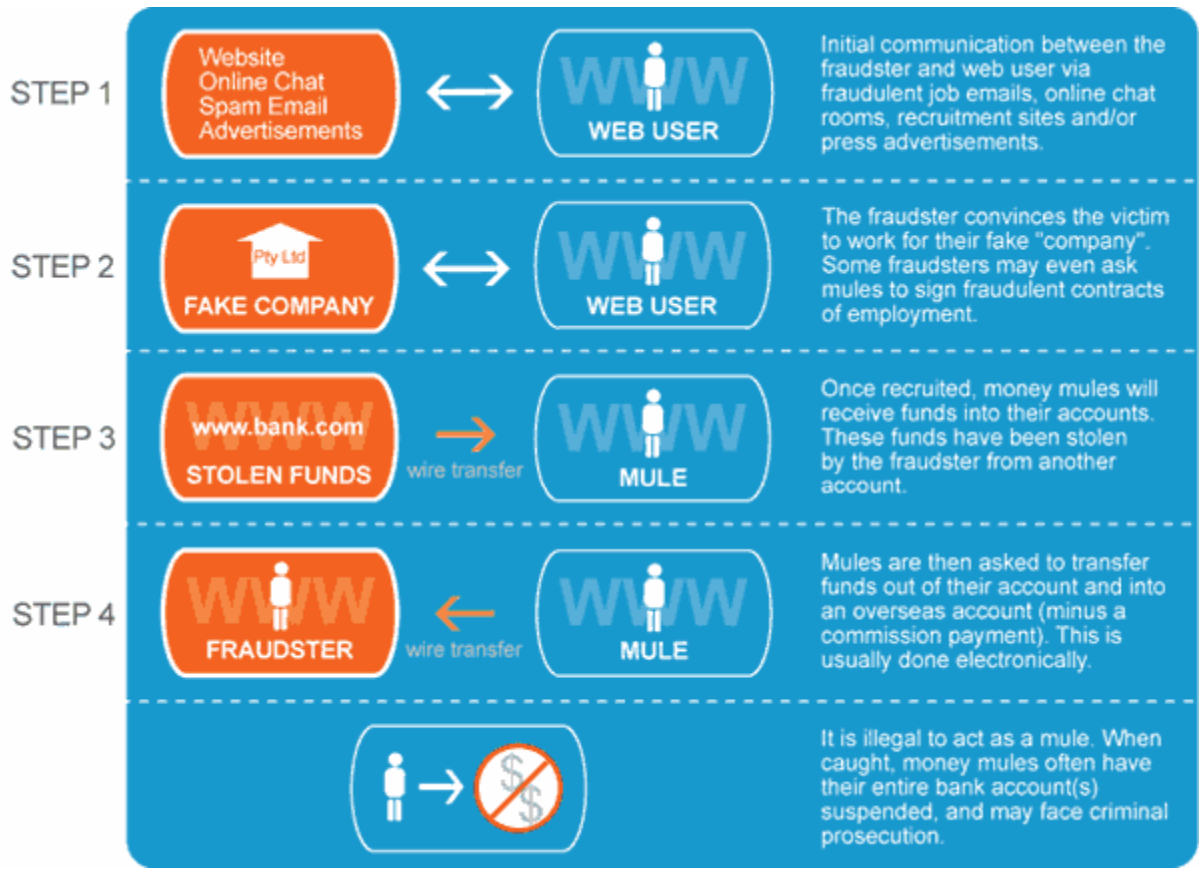 STEP 1
Website
Online Chat
Spam Email
Advertisements
WWW
WEB USER
Initial communication between the
fraudster and web user via
fraudulent job emails, online chat
rooms, recruitment sites and/or
press advertisements.
STEP 2
Pty Ltd
FAKE COMPANY
WWW
WEB USER
The fraudster convinces the victim
to work for their fake "company".
Some fraudsters may even ask
mules to sign fraudulent contracts
of employment.
STEP 3
WWW
www.bank.com
STOLEN FUNDS
wire transfer
WWW
MULE
Once recruited, money mules will
receive funds into their accounts.
These funds have been stolen
by the fraudster from another
account.
STEP 4
WWW
FRAUDSTER
wire transfer
WWW
MULE
Mules are then asked to transfer
funds out of their account and into
an overseas account (minus a
commission payment). This is
usually done electronically.
$
$
It is illegal to act as a mule. When
caught, money mules often have
their entire bank account(s)
suspended, and may face criminal
prosecution.